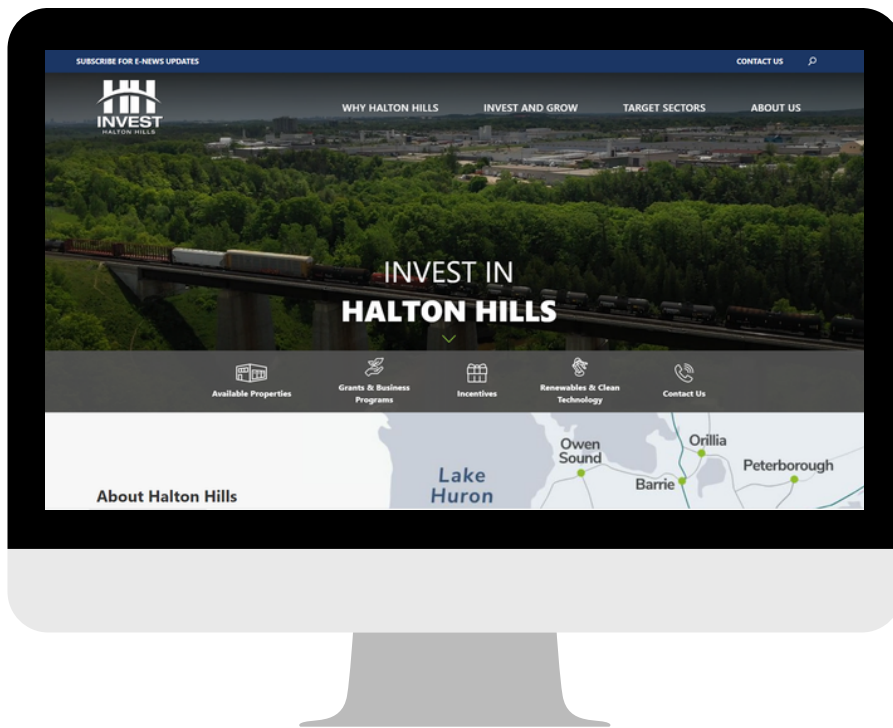 SUBSCRIBE FOR E-NEWS UPDATES
CONTACT US
INVEST
HALTON HILLS
WHY HALTON HILLS
INVEST AND GROW
TARGET SECTORS
ABOUT US
INVEST IN
HALTON HILLS
Available Properties
Grants & Business
Programs
Incentives
Renewables & Clean
Technology
Contact Us
About Halton Hills
Lake
Huron
Owen
Sound
Orillia
Barrie
Peterborough